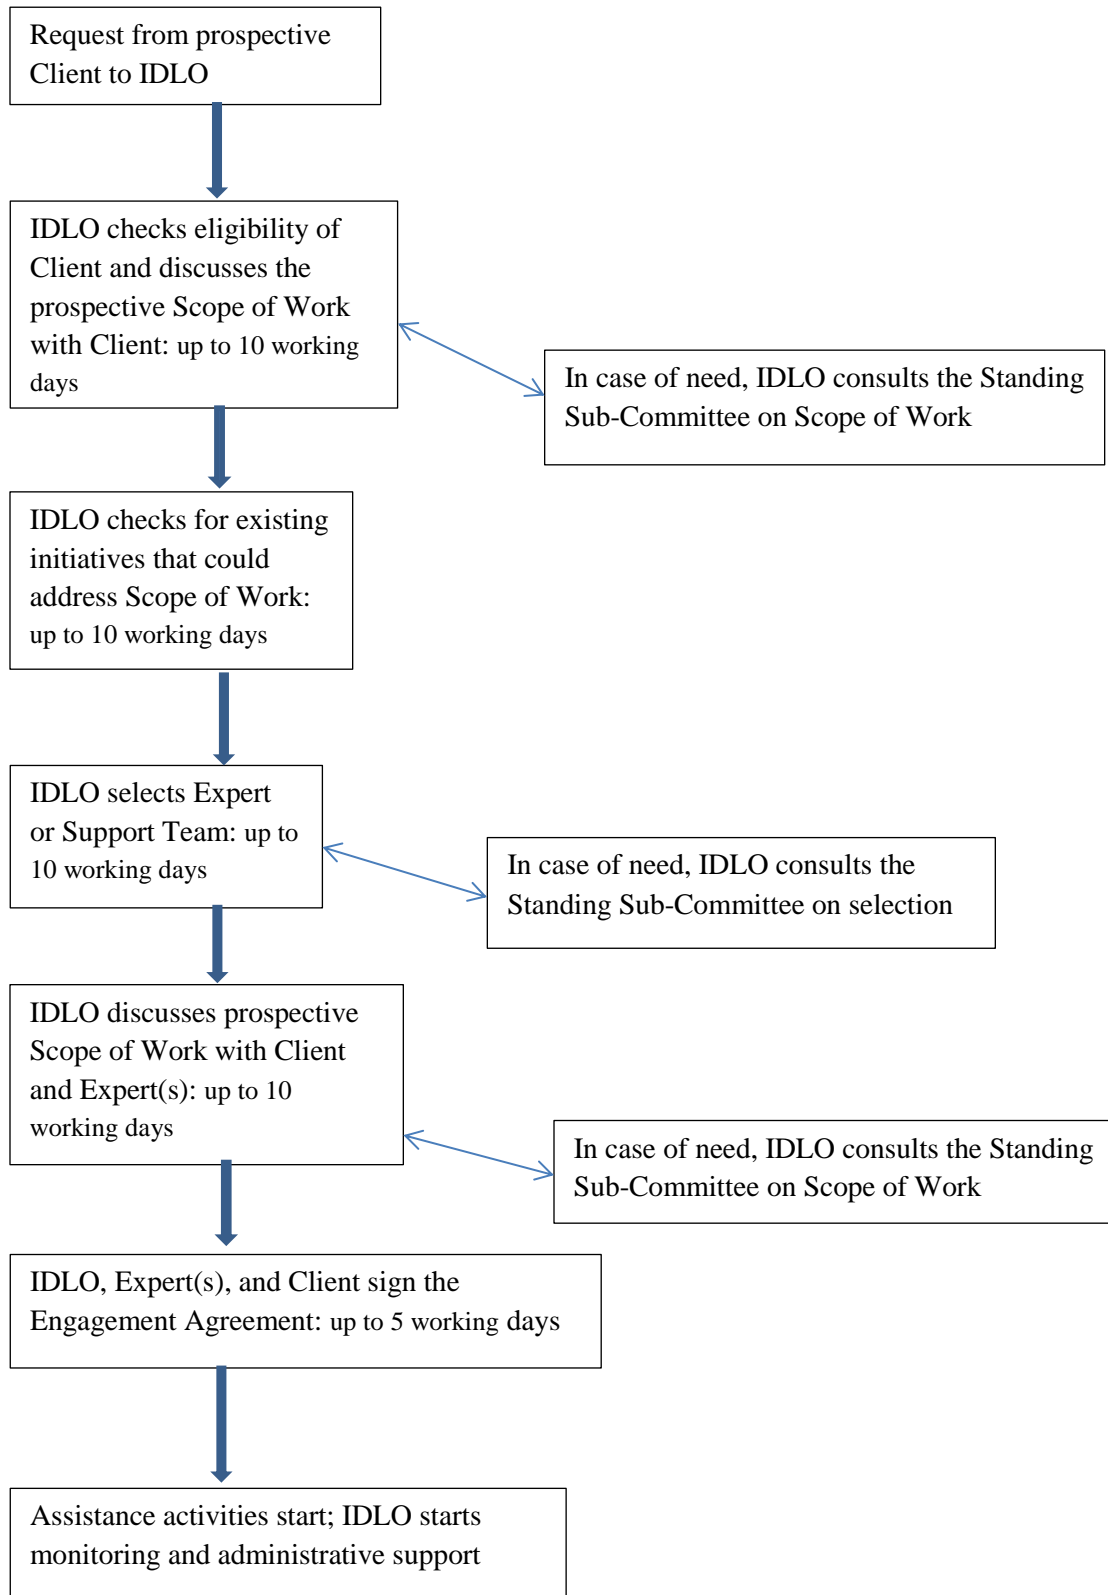 Request from prospective
Client to IDLO
IDLO checks eligibility of
Client and discusses the
prospective Scope of Work
with Client: up to 10 working
days
In case of need, IDLO consults the Standing
Sub-Committee on Scope of Work
IDLO checks for existing
initiatives that could
address Scope of Work:
up to 10 working days
IDLO selects Expert
or Support Team: up to
10 working days
In case of need, IDLO consults the
Standing Sub-Committee on selection
IDLO discusses prospective
Scope of Work with Client
and Expert(s): up to 10
working days
In case of need, IDLO consults the Standing
Sub-Committee on Scope of Work
IDLO, Expert(s), and Client sign the
Engagement Agreement: up to 5 working days
Assistance activities start; IDLO starts
monitoring and administrative support